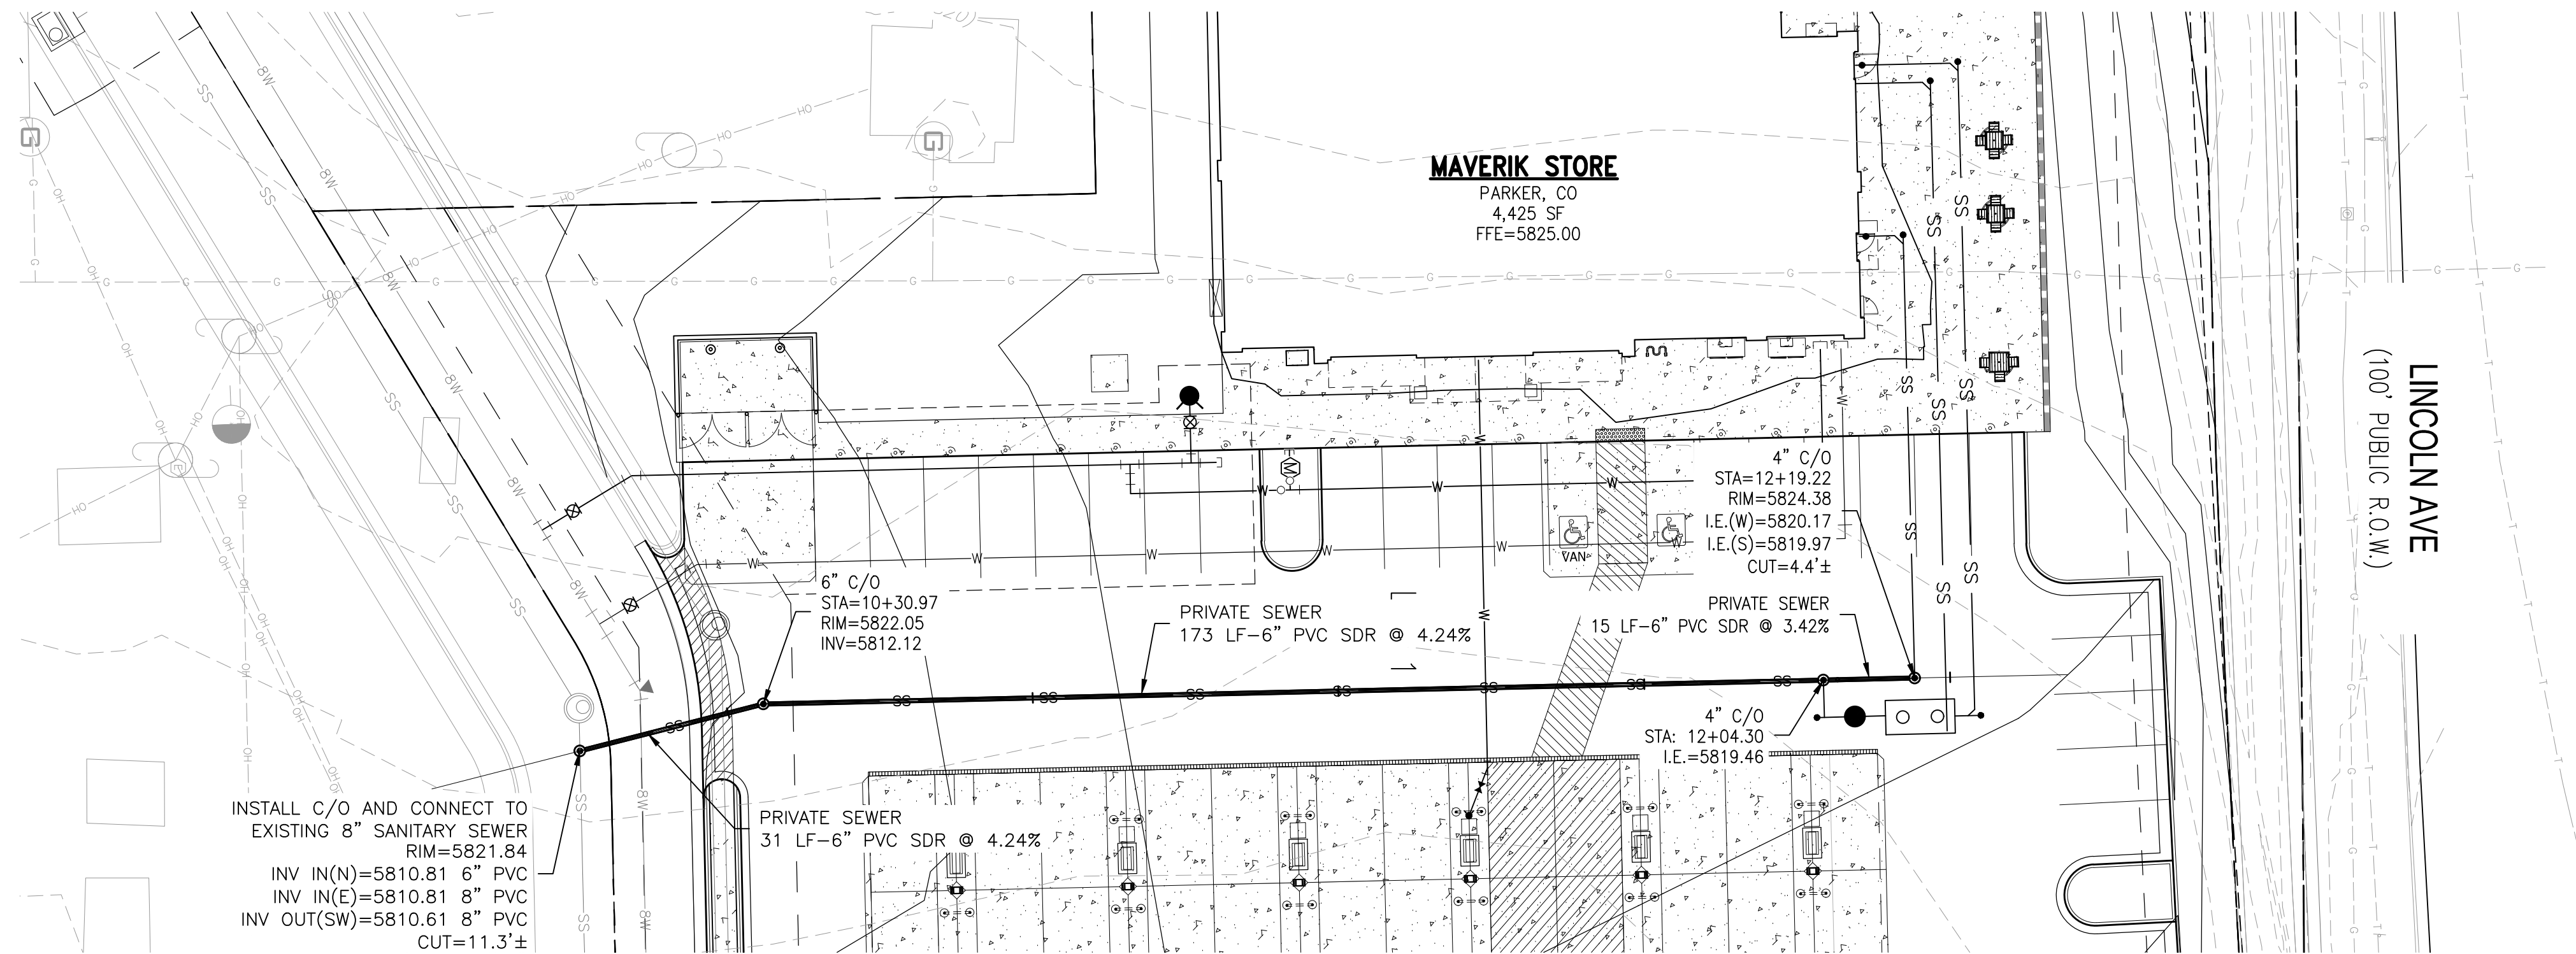 MAVERIK STORE
PARKER, CO
4,425 SF
FFE=5825.00
LINCOLN AVE
(100' PUBLIC R.O.W.)
4" C/O
STA=12+19.22
RIM=5824.38
I.E.(W)=5820.17
I.E.(S)=5819.97
CUT=4.4'±
VAN
6" C/O
STA=10+30.97
RIM=5822.05
INV=5812.12
PRIVATE SEWER
173 LF-6" PVC SDR @ 4.24%
PRIVATE SEWER
15 LF-6" PVC SDR @ 3.42%
4" C/O
STA: 12+04.30
I.E.=5819.46
INSTALL C/O AND CONNECT TO
EXISTING 8" SANITARY SEWER
RIM=5821.84
INV IN(N)=5810.81 6" PVC
INV IN(E)=5810.81 8" PVC
INV OUT(SW)=5810.61 8" PVC
CUT=11.3'±
PRIVATE SEWER
31 LF-6" PVC SDR @ 4.24%